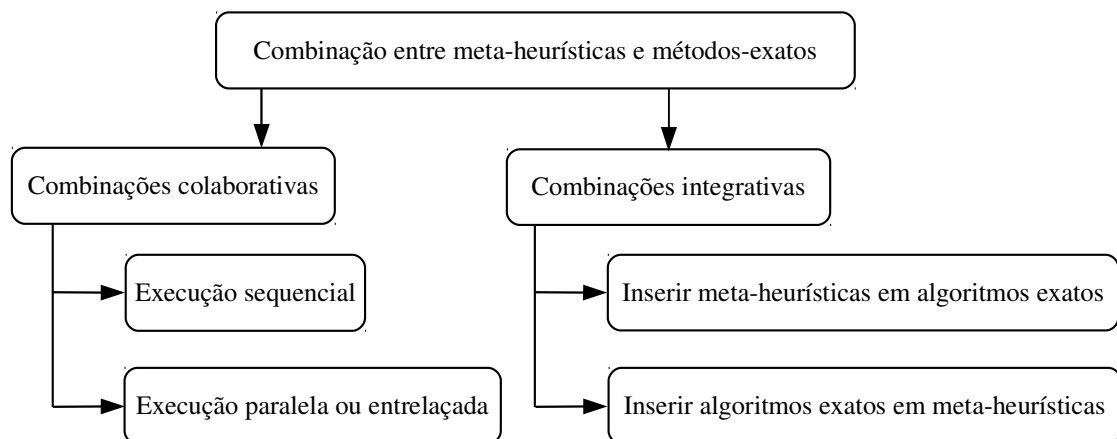 Combinação entre meta-heurísticas e métodos-exatos
Combinações colaborativas
Combinações integrativas
Execução sequencial
Inserir meta-heurísticas em algoritmos exatos
Execução paralela ou entrelaçada
Inserir algoritmos exatos em meta-heurísticas